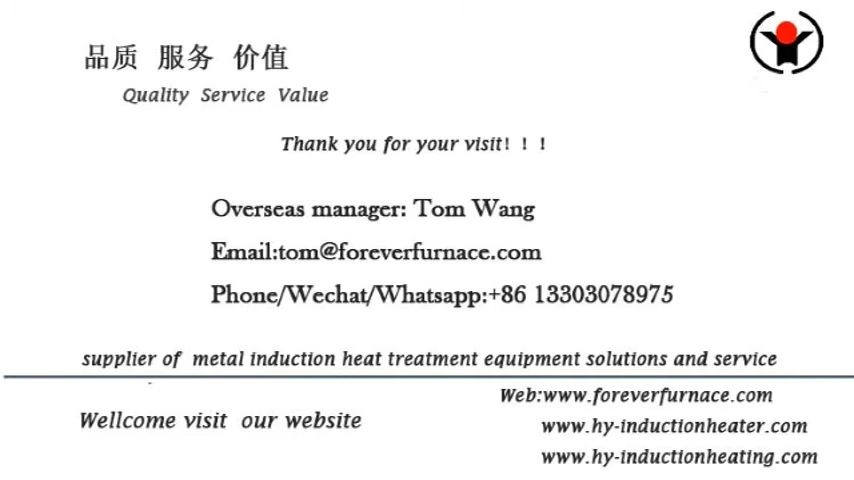 品质 服务 价值
Quality Service Value
Thank you for your visit！！！
Overseas manager: Tom Wang
Email:tom@foreverfurnace.com
Phone/Wechat/Whatsapp:+86 13303078975
supplier of metal induction heat treatment equipment solutions and service
Wellcome visit our website
Web:www.foreverfurnace.com
www.hy-inductionheater.com
www.hy-inductionheating.com